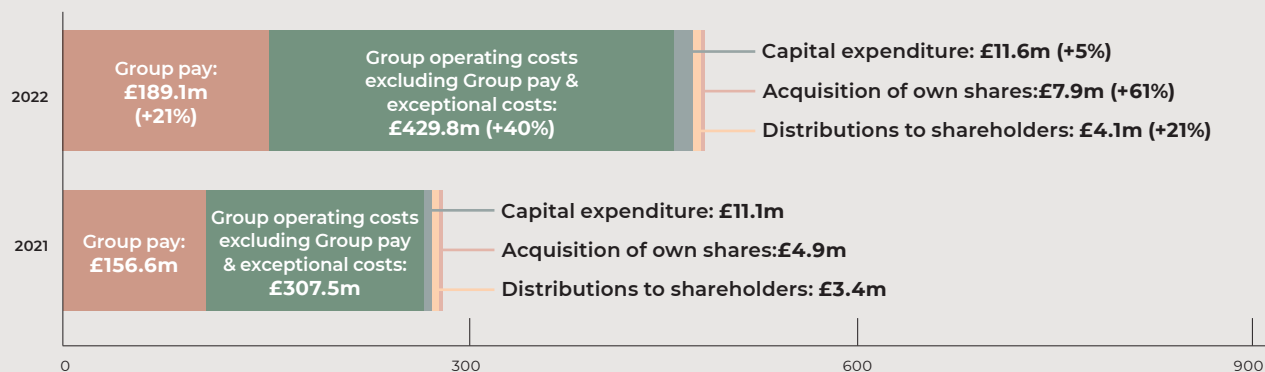 2022
Group pay:
£189.1m
(+21%)
Group operating costs
excluding Group pay &
exceptional costs:
£429.8m (+40%)
Capital expenditure: £11.6m (+5%)
Acquisition of own shares:£7.9m (+61%)
Distributions to shareholders: £4.1m (+21%)
2021
Group pay:
£156.6m
Group operating costs
excluding Group pay
& exceptional costs:
£307.5m
Capital expenditure: £11.1m
Acquisition of own shares:£4.9m
Distributions to shareholders: £3.4m
0 300 600 900